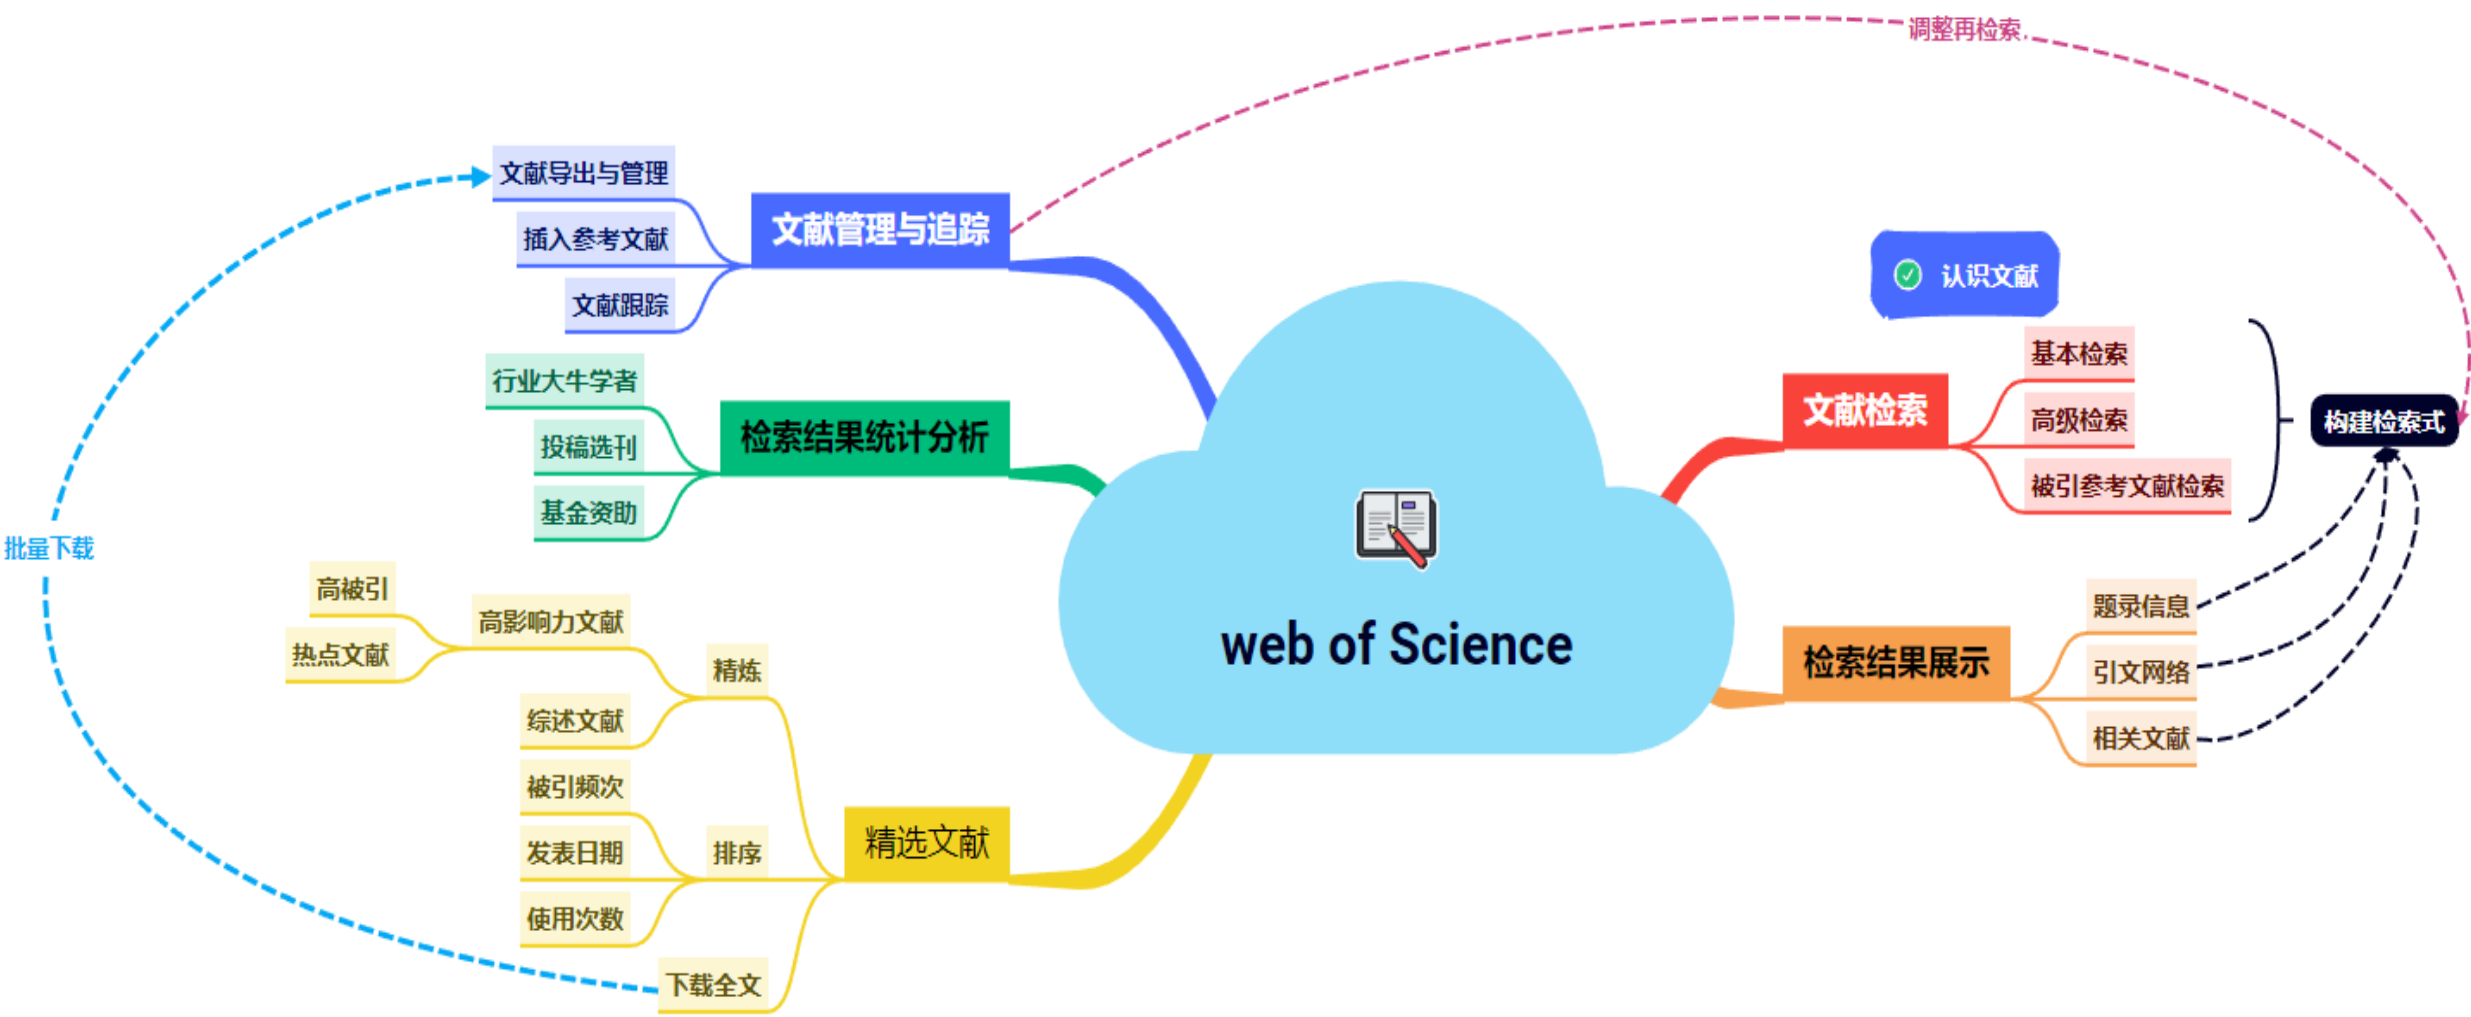 调整再检索
文献导出与管理
插入参考文献
文献跟踪
文献管理与追踪
行业大牛学者
投稿选刊
基金资助
检索结果统计分析
批量下载
高被引
热点文献
高影响力文献
综述文献
精炼
被引频次
发表日期
使用次数
排序
下载全文
精选文献
web of Science
认识文献
文献检索
基本检索
高级检索
被引参考文献检索
构建检索式
检索结果展示
题录信息
引文网络
相关文献